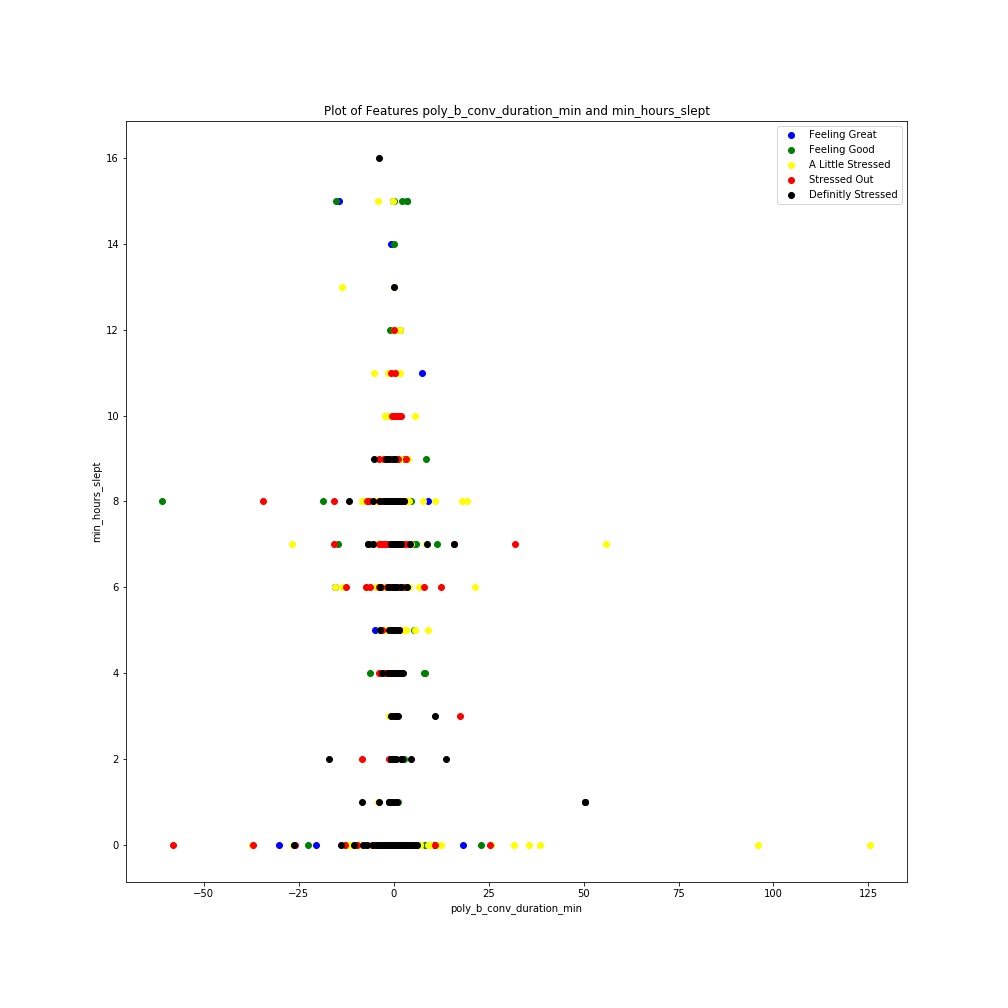 Plot of Features poly_b_conv_duration_min and min_hours_slept
Feeling Great
Feeling Good
A Little Stressed
Stressed Out
Definitly Stressed
16
14
12
10
8
6
4
2
0
min_hours_slept
−50
−25
0
25
50
75
100
125
poly_b_conv_duration_min